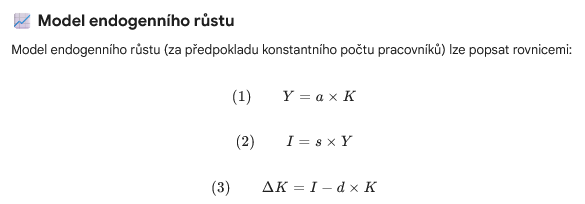 📈 Model endogenního růstu
Model endogenního růstu (za předpokladu konstantního počtu pracovníků) lze popsat rovnicemi:
(1) Y = a × K
(2) I = s × Y
(3) ΔK = I − d × K